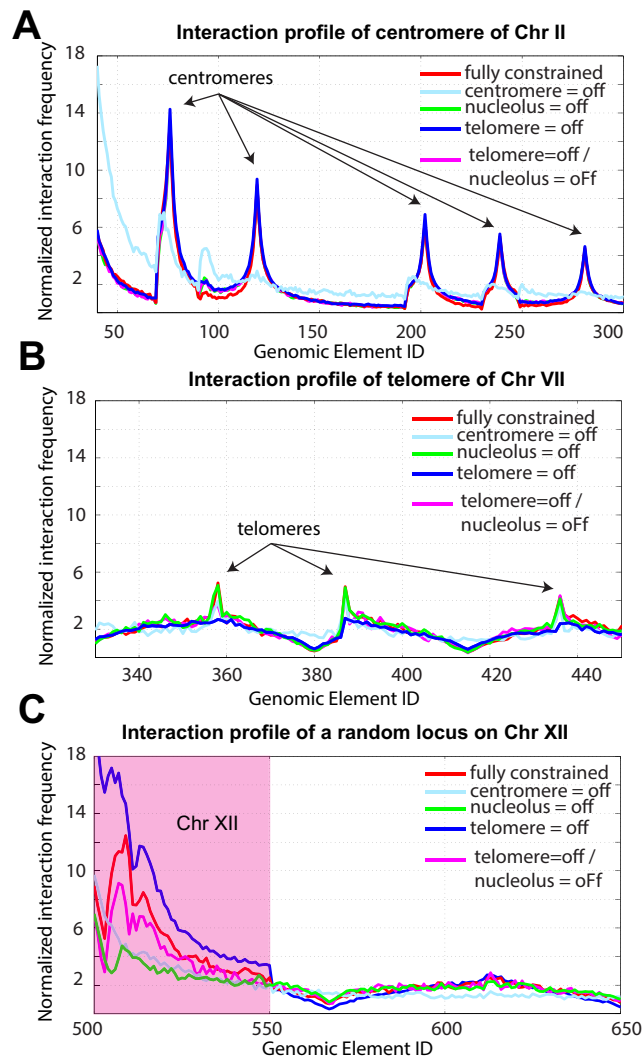 A
Interaction profile of centromere of Chr II
Normalized interaction frequency
18
14
10
6
2
centromeres
fully constrained
centromere = off
nucleolus = off
telomere = off
telomere=off /
nucleolus = oFf
50
100
150
200
250
300
Genomic Element ID
B
Interaction profile of telomere of Chr VII
Normalized interaction frequency
18
14
10
6
2
telomeres
fully constrained
centromere = off
nucleolus = off
telomere = off
telomere=off /
nucleolus = oFf
340
360
380
400
420
440
Genomic Element ID
C
Interaction profile of a random locus on Chr XII
Normalized interaction frequency
18
14
10
6
2
Chr XII
fully constrained
centromere = off
nucleolus = off
telomere = off
telomere=off /
nucleolus = oFf
500
550
600
650
Genomic Element ID